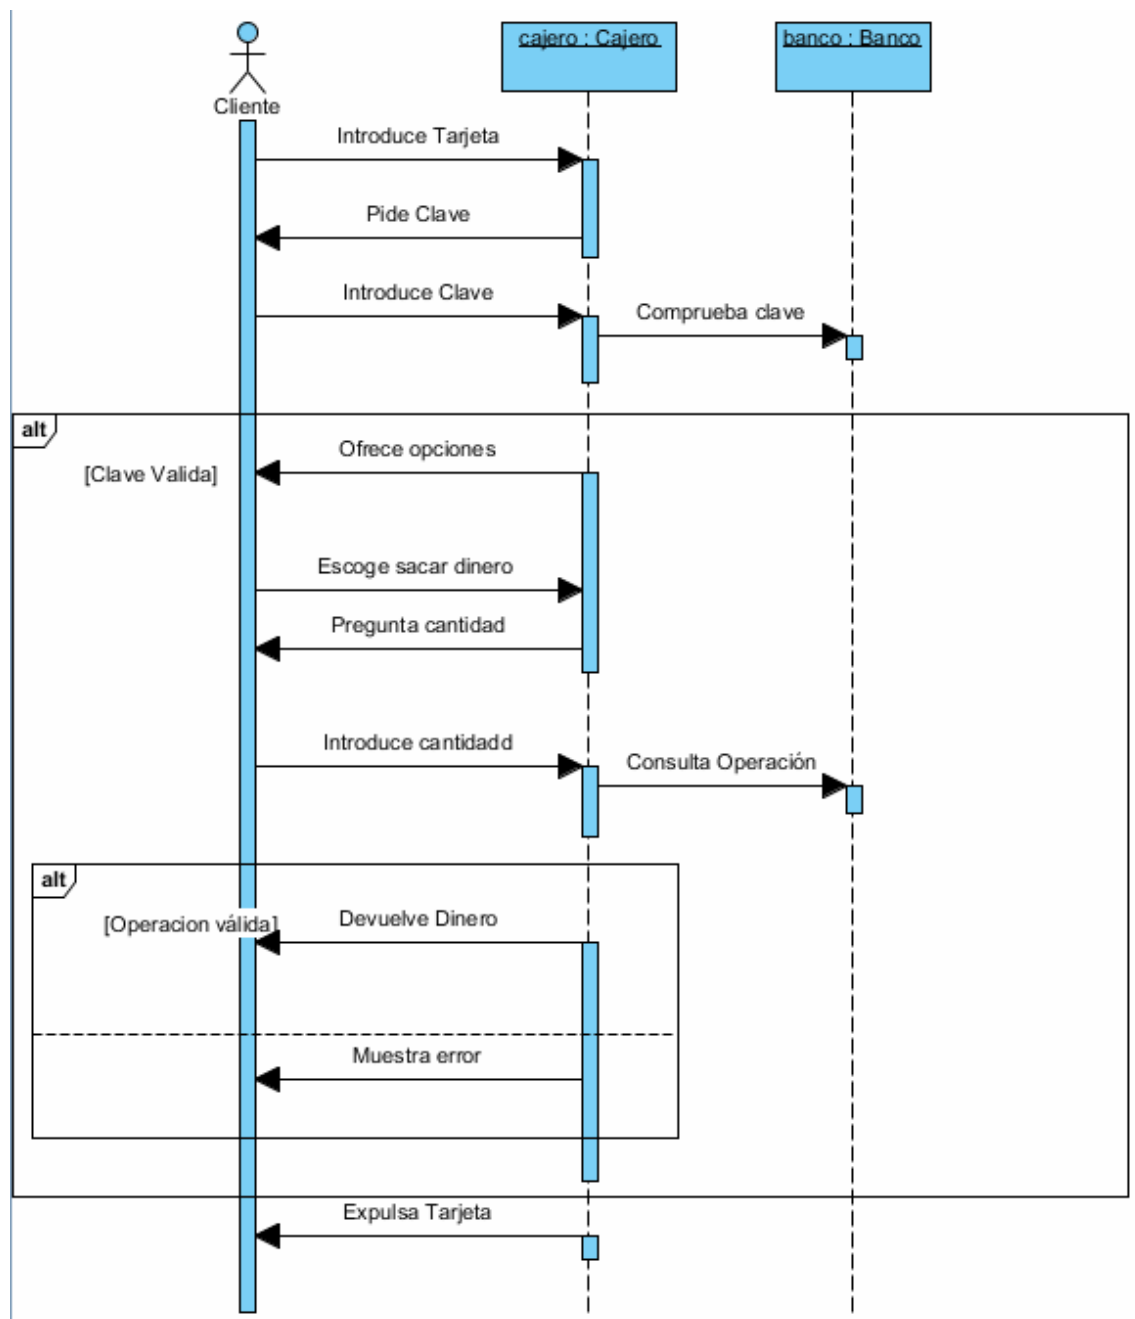 cajero : Cajero
banco : Banco
Cliente
Introduce Tarjeta
Pide Clave
Introduce Clave
Comprueba clave
alt
Ofrece opciones
[Clave Valida]
Escoge sacar dinero
Pregunta cantidad
Introduce cantidadd
Consulta Operación
alt
[Operacion válida]
Devuelve Dinero
Muestra error
Expulsa Tarjeta